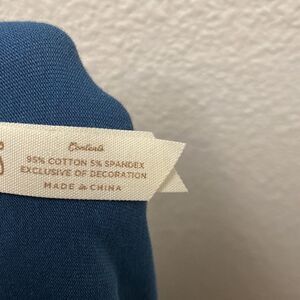 Contents
95% COTTON 5% SPANDEX
EXCLUSIVE OF DECORATION
MADE in CHINA